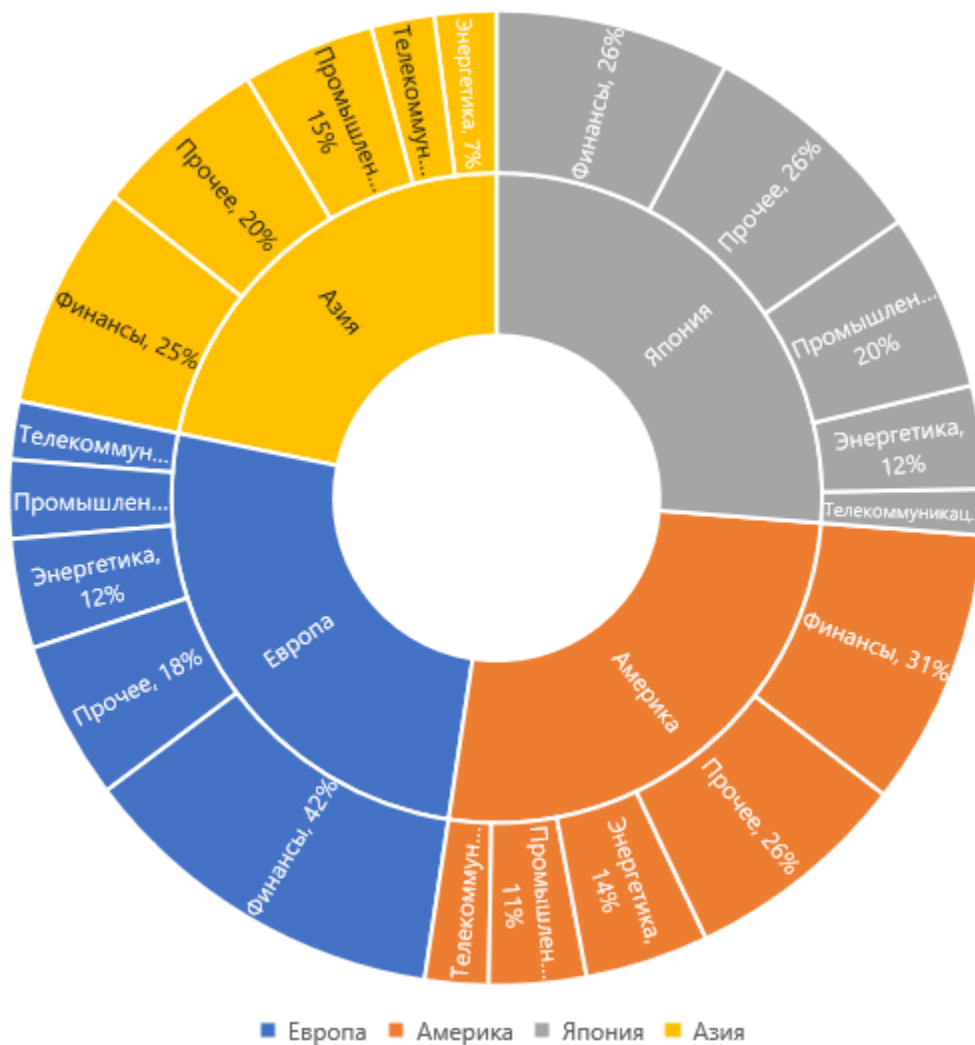 Финансы, 26%
Прочее, 26%
Промышлен...
20%
Энергетика,
12%
Телекоммуникац...
Япония
Финансы, 31%
Прочее, 26%
Энергетика,
14%
Промышлен...
11%
Телекоммун...
Америка
Финансы, 42%
Прочее, 18%
Энергетика,
12%
Промышлен...
Телекоммун...
Европа
Финансы, 25%
Прочее, 20%
Промышлен...
15%
Телекоммун...
Энергетика, 7%
Азия
Европа Америка Япония Азия